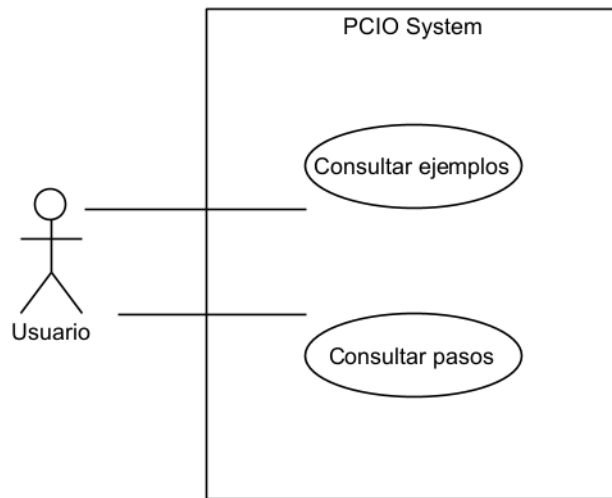 PCIO System
Consultar ejemplos
Usuario
Consultar pasos